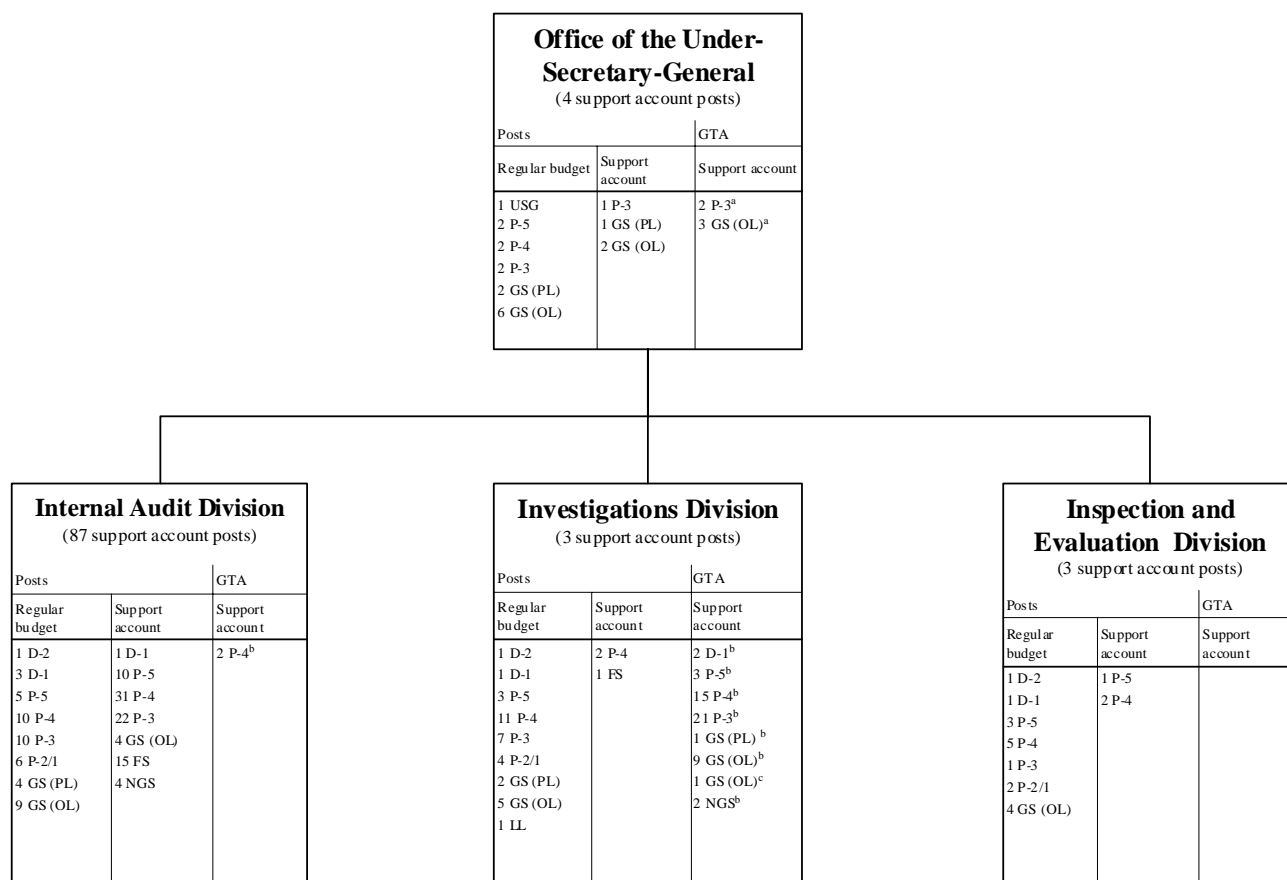 Office of the Under-
Secretary-General
(4 support account posts)
Posts GTA
Regular budget Support account Support account
1 USG 1 P-3 2 P-3ᵃ
2 P-5 1 GS (PL) 3 GS (OL)ᵃ
2 P-4 2 GS (OL)
2 P-3
2 GS (PL)
6 GS (OL)
Internal Audit Division
(87 support account posts)
Posts GTA
Regular budget Support account Support account
1 D-2 1 D-1 2 P-4ᵇ
3 D-1 10 P-5
5 P-5 31 P-4
10 P-4 22 P-3
10 P-3 4 GS (OL)
6 P-2/1 15 FS
4 GS (PL) 4 NGS
9 GS (OL)
Investigations Division
(3 support account posts)
Posts GTA
Regular budget Support account Support account
1 D-2 2 P-4 2 D-1ᵇ
1 D-1 1 FS 3 P-5ᵇ
3 P-5 15 P-4ᵇ
11 P-4 21 P-3ᵇ
7 P-3 1 GS (PL) ᵇ
4 P-2/1 9 GS (OL)ᵇ
2 GS (PL) 1 GS (OL)ᶜ
5 GS (OL) 2 NGSᵇ
1 LL
Inspection and
Evaluation Division
(3 support account posts)
Posts GTA
Regular budget Support account Support account
1 D-2 1 P-5
1 D-1 2 P-4
3 P-5
5 P-4
1 P-3
2 P-2/1
4 GS (OL)